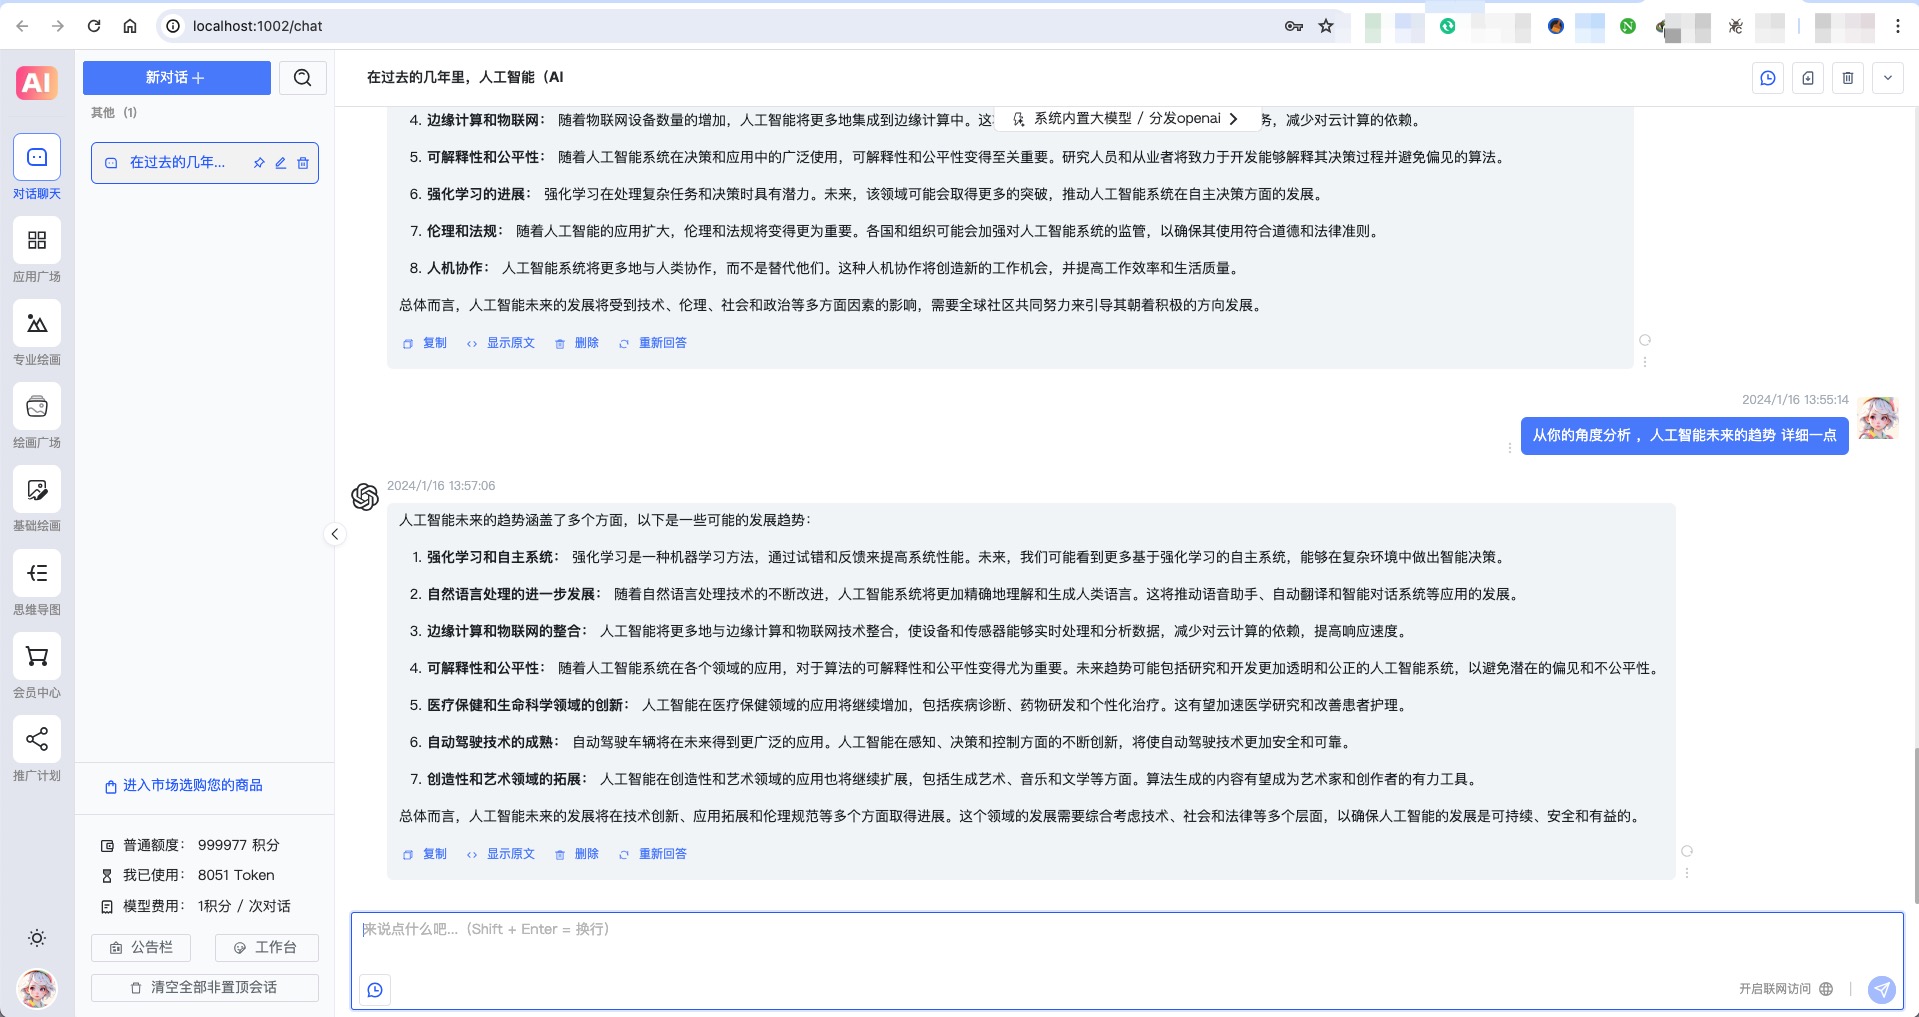 localhost:1002/chat
AI
对话聊天
应用广场
专业绘画
绘画广场
基础绘画
思维导图
会员中心
推广计划
新对话
其他 (1)
在过去的几年...
进入市场选购您的商品
普通额度： 999977 积分
我已使用： 8051 Token
模型费用： 1积分 / 次对话
公告栏
工作台
清空全部非置顶会话
在过去的几年里，人工智能（AI
系统内置大模型 / 分发openai
4. 边缘计算和物联网： 随着物联网设备数量的增加，人工智能将更多地集成到边缘计算中。这 务，减少对云计算的依赖。
5. 可解释性和公平性： 随着人工智能系统在决策和应用中的广泛使用，可解释性和公平性变得至关重要。研究人员和从业者将致力于开发能够解释其决策过程并避免偏见的算法。
6. 强化学习的进展： 强化学习在处理复杂任务和决策时具有潜力。未来，该领域可能会取得更多的突破，推动人工智能系统在自主决策方面的发展。
7. 伦理和法规： 随着人工智能的应用扩大，伦理和法规将变得更为重要。各国和组织可能会加强对人工智能系统的监管，以确保其使用符合道德和法律准则。
8. 人机协作： 人工智能系统将更多地与人类协作，而不是替代他们。这种人机协作将创造新的工作机会，并提高工作效率和生活质量。
总体而言，人工智能未来的发展将受到技术、伦理、社会和政治等多方面因素的影响，需要全球社区共同努力来引导其朝着积极的方向发展。
复制 显示原文 删除 重新回答
2024/1/16 13:55:14
从你的角度分析 ，人工智能未来的趋势 详细一点
2024/1/16 13:57:06
人工智能未来的趋势涵盖了多个方面，以下是一些可能的发展趋势：
1. 强化学习和自主系统： 强化学习是一种机器学习方法，通过试错和反馈来提高系统性能。未来，我们可能看到更多基于强化学习的自主系统，能够在复杂环境中做出智能决策。
2. 自然语言处理的进一步发展： 随着自然语言处理技术的不断改进，人工智能系统将更加精确地理解和生成人类语言。这将推动语音助手、自动翻译和智能对话系统等应用的发展。
3. 边缘计算和物联网的整合： 人工智能将更多地与边缘计算和物联网技术整合，使设备和传感器能够实时处理和分析数据，减少对云计算的依赖，提高响应速度。
4. 可解释性和公平性： 随着人工智能系统在各个领域的应用，对于算法的可解释性和公平性变得尤为重要。未来趋势可能包括研究和开发更加透明和公正的人工智能系统，以避免潜在的偏见和不公平性。
5. 医疗保健和生命科学领域的创新： 人工智能在医疗保健领域的应用将继续增加，包括疾病诊断、药物研发和个性化治疗。这有望加速医学研究和改善患者护理。
6. 自动驾驶技术的成熟： 自动驾驶车辆将在未来得到更广泛的应用。人工智能在感知、决策和控制方面的不断创新，将使自动驾驶技术更加安全和可靠。
7. 创造性和艺术领域的拓展： 人工智能在创造性和艺术领域的应用也将继续扩展，包括生成艺术、音乐和文学等方面。算法生成的内容有望成为艺术家和创作者的有力工具。
总体而言，人工智能未来的发展将在技术创新、应用拓展和伦理规范等多个方面取得进展。这个领域的发展需要综合考虑技术、社会和法律等多个层面，以确保人工智能的发展是可持续、安全和有益的。
复制 显示原文 删除 重新回答
来说点什么吧...（Shift + Enter = 换行）
开启联网访问